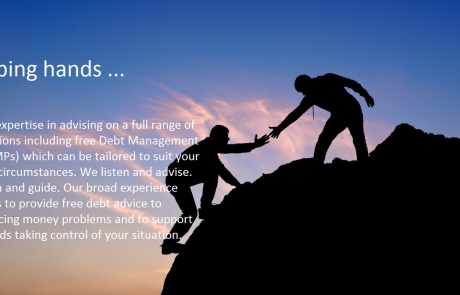 ping hands ...
expertise in advising on a full range of
ions including free Debt Management
MPs) which can be tailored to suit your
circumstances. We listen and advise.
n and guide. Our broad experience
s to provide free debt advice to
cing money problems and to support
ds taking control of your situation.